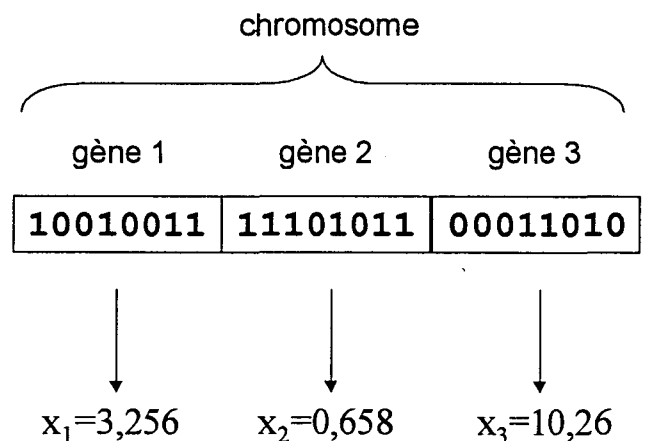 chromosome
gène 1 gène 2 gène 3
10010011 11101011 00011010
x₁=3,256 x₂=0,658 x₃=10,26